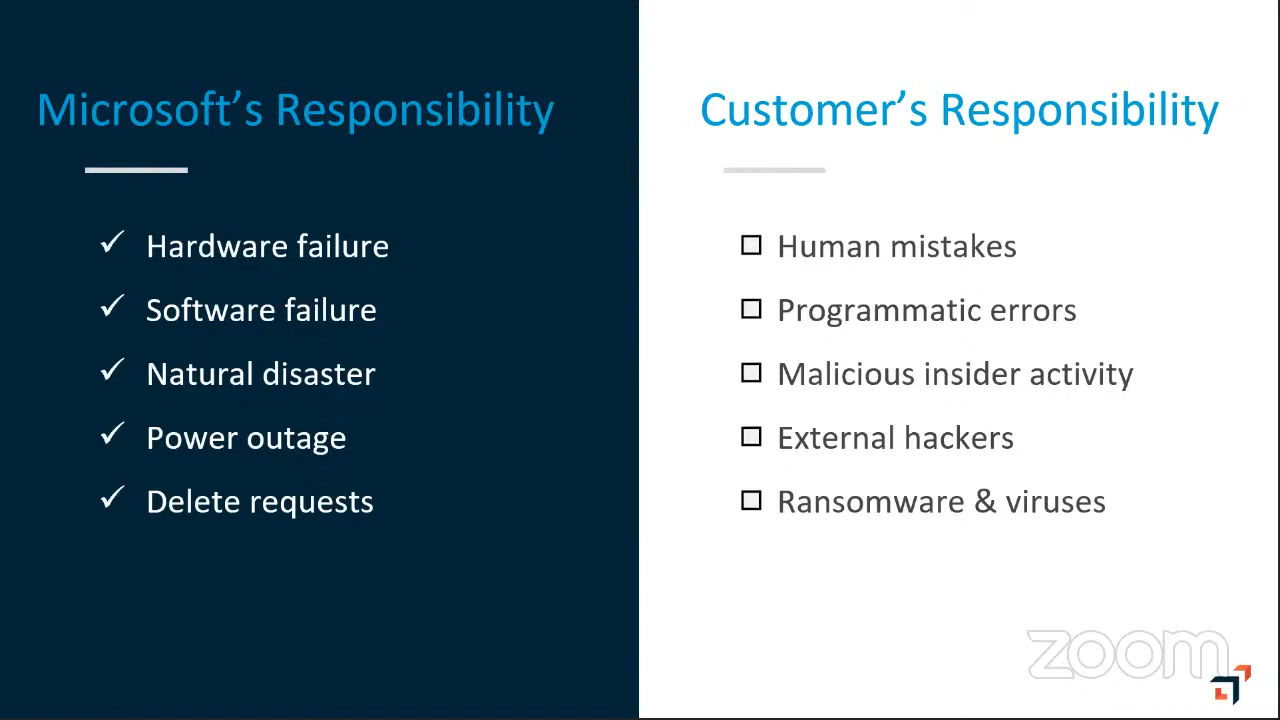 Microsoft’s Responsibility
Hardware failure
Software failure
Natural disaster
Power outage
Delete requests
Customer’s Responsibility
Human mistakes
Programmatic errors
Malicious insider activity
External hackers
Ransomware & viruses
zoom